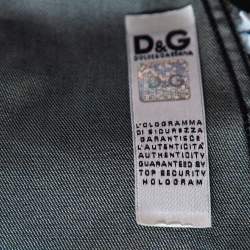 D&G
DOLCE&GABBANA
D&G
L'OLOGRAMMA
DI SICUREZZA
GARANTISCE
L'AUTENTICITÀ
AUTHENTICITY
GUARANTEED BY
TOP SECURITY
HOLOGRAM